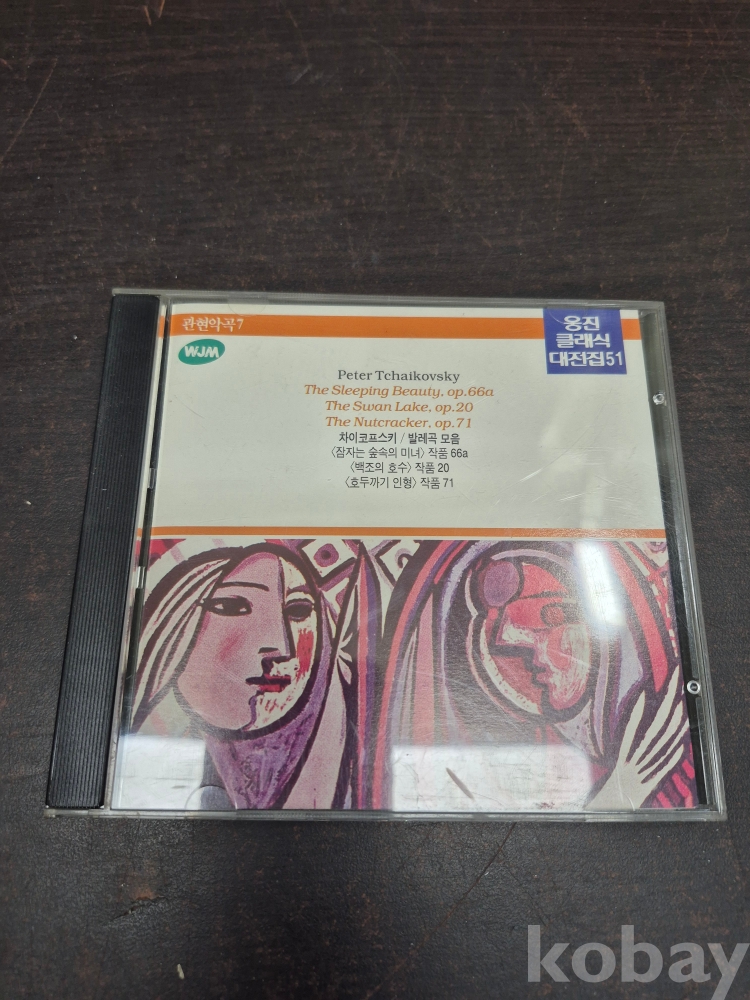 관현악곡7
WJM
웅진
클래식
대전집51
Peter Tchaikovsky
The Sleeping Beauty, op.66a
The Swan Lake, op.20
The Nutcracker, op.71
차이코프스키 / 발레곡 모음
〈잠자는 숲속의 미녀〉 작품 66a
〈백조의 호수〉 작품 20
〈호두까기 인형〉 작품 71
kobay